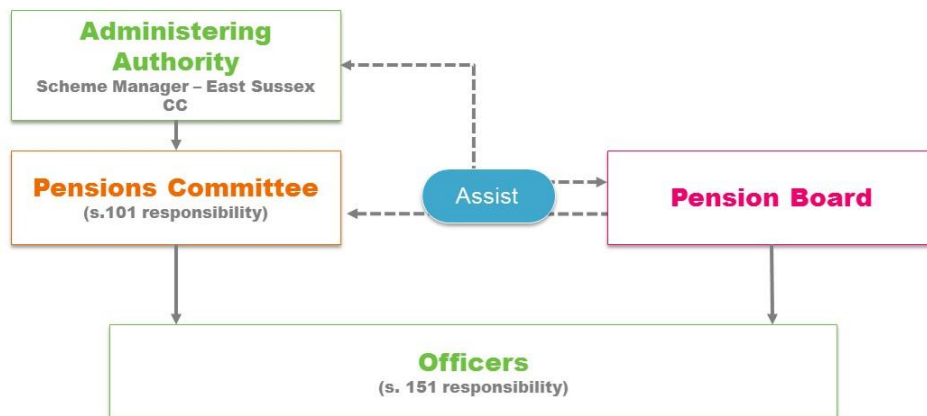 Administering
Authority
Scheme Manager – East Sussex
CC
Pensions Committee
(s.101 responsibility)
Assist
Pension Board
Officers
(s. 151 responsibility)